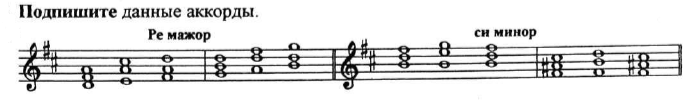 Подпишите данные аккорды.
Ре мажор
си минор